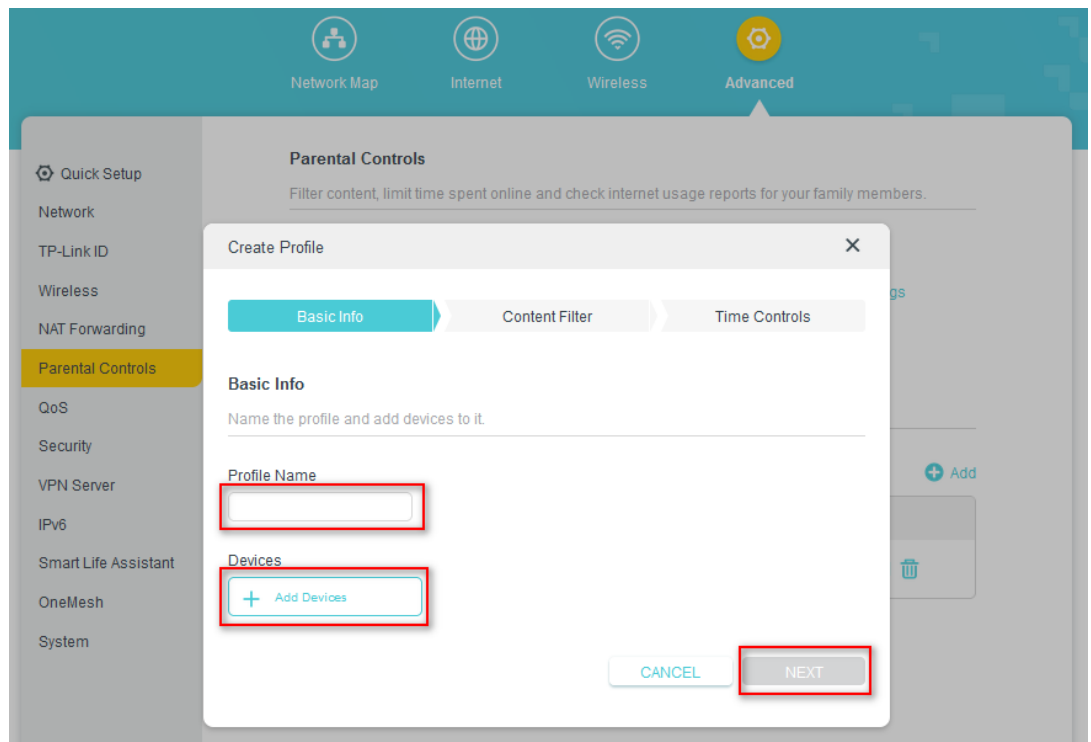 Network Map
Internet
Wireless
Advanced
Quick Setup
Network
TP-Link ID
Wireless
NAT Forwarding
Parental Controls
QoS
Security
VPN Server
IPv6
Smart Life Assistant
OneMesh
System
Parental Controls
Filter content, limit time spent online and check internet usage reports for your family members.
gs
Add
Create Profile
Basic Info
Content Filter
Time Controls
Basic Info
Name the profile and add devices to it.
Profile Name
Devices
Add Devices
CANCEL
NEXT